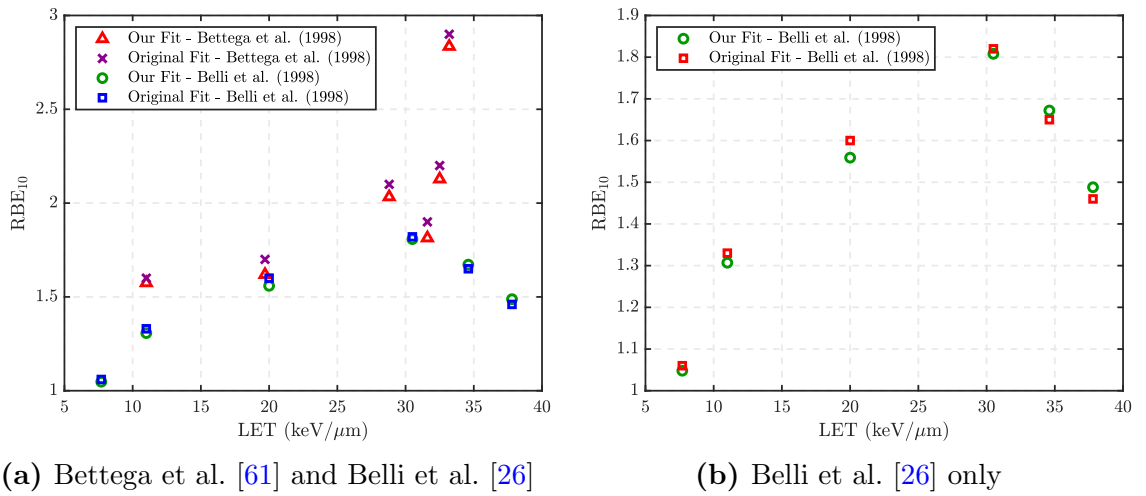 3
2.5
2
1.5
1
RBE10
5 10 15 20 25 30 35 40
LET (keV/μm)
Our Fit - Bettega et al. (1998)
Original Fit - Bettega et al. (1998)
Our Fit - Belli et al. (1998)
Original Fit - Belli et al. (1998)
(a) Bettega et al. [61] and Belli et al. [26]
1.9
1.8
1.7
1.6
1.5
1.4
1.3
1.2
1.1
1
RBE10
5 10 15 20 25 30 35 40
LET (keV/μm)
Our Fit - Belli et al. (1998)
Original Fit - Belli et al. (1998)
(b) Belli et al. [26] only